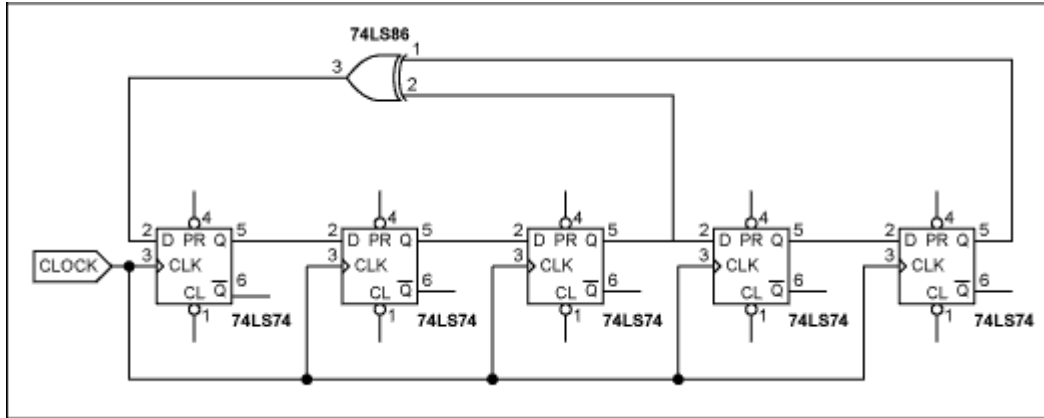 74LS86
3
1
2
4 4 4 4 4
2 D PR Q 5 2 D PR Q 5 2 D PR Q 5 2 D PR Q 5 2 D PR Q 5
CLOCK 3 CLK 3 CLK 3 CLK 3 CLK 3 CLK
CL Q 6 CL Q 6 CL Q 6 CL Q 6 CL Q 6
1 74LS74 1 74LS74 1 74LS74 1 74LS74 1 74LS74